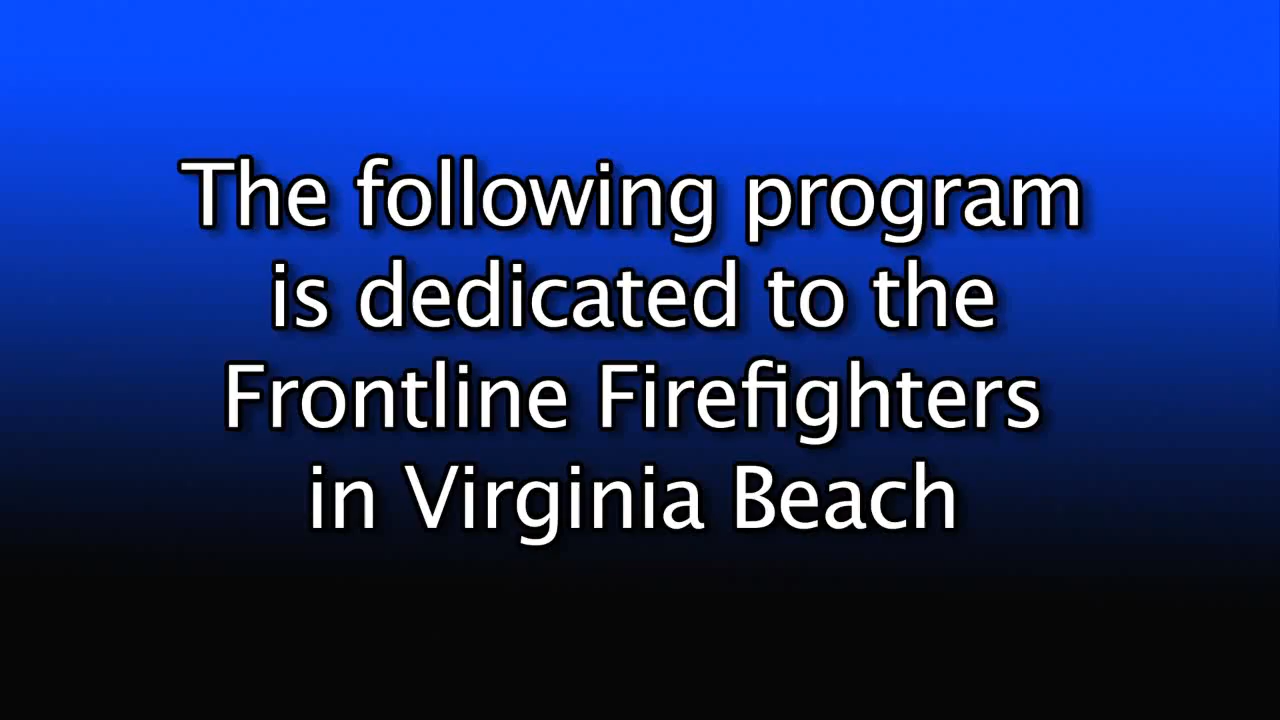 The following program
is dedicated to the
Frontline Firefighters
in Virginia Beach